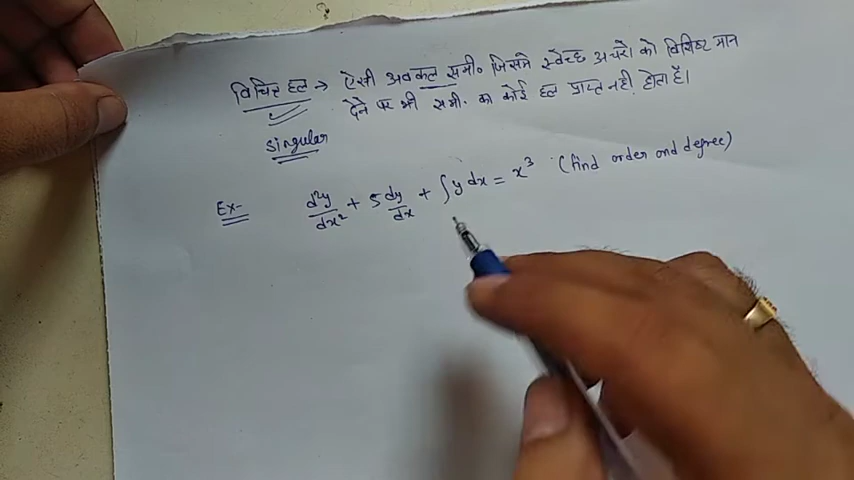 विचित्र हल → ऐसी अवकल समी॰ जिसमे स्वेच्छ अचरो को विशिष्ट मान
देने पर भी समी॰ का कोई हल प्राप्त नही होता है।
singular
Ex- d²y/dx² + 5 dy/dx + ∫y dx = x³ (find order and degree)